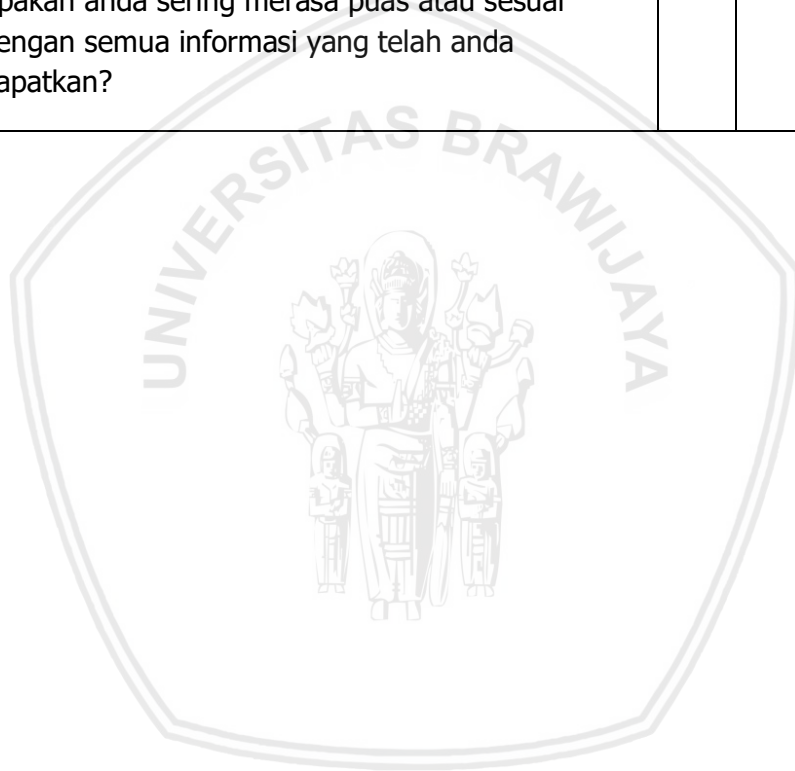 pakah anda sering merasa puas atau sesuai
engan semua informasi yang telah anda
apatkan?
UNIVERSITAS BRAWIJAYA